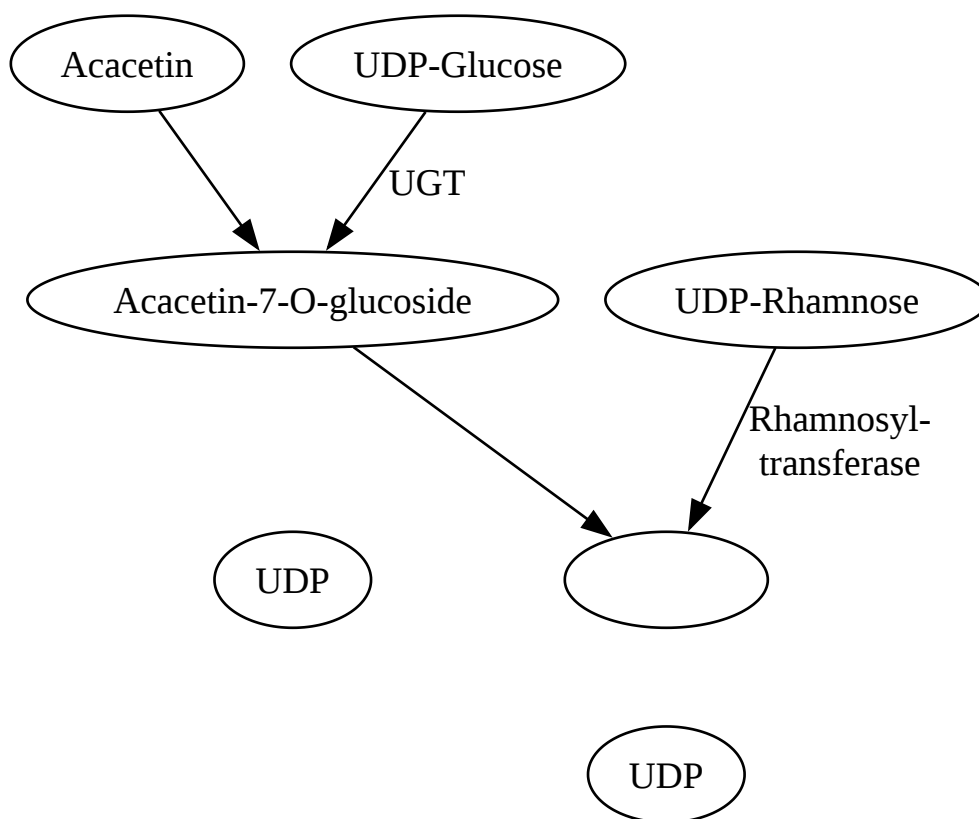 Acacetin
UDP-Glucose
UGT
Acacetin-7-O-glucoside
UDP-Rhamnose
Rhamnosyl-
transferase
UDP
UDP